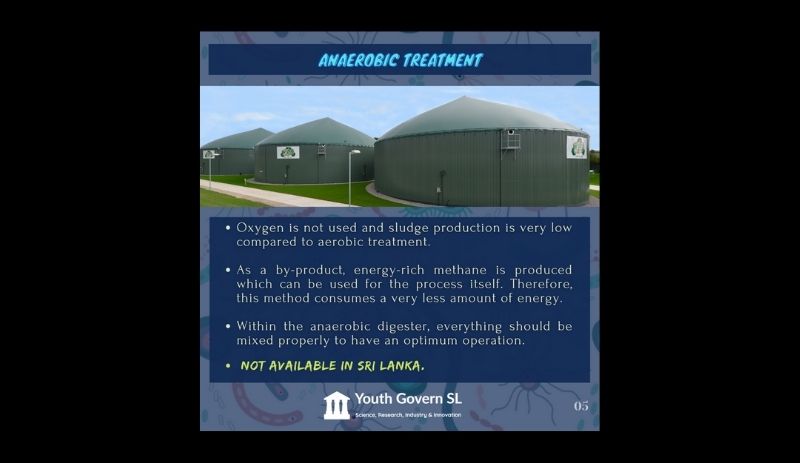 ANAEROBIC TREATMENT
• Oxygen is not used and sludge production is very low
compared to aerobic treatment.
• As a by-product, energy-rich methane is produced
which can be used for the process itself. Therefore,
this method consumes a very less amount of energy.
• Within the anaerobic digester, everything should be
mixed properly to have an optimum operation.
• NOT AVAILABLE IN SRI LANKA.
Youth Govern SL
Science, Research, Industry & Innovation
05